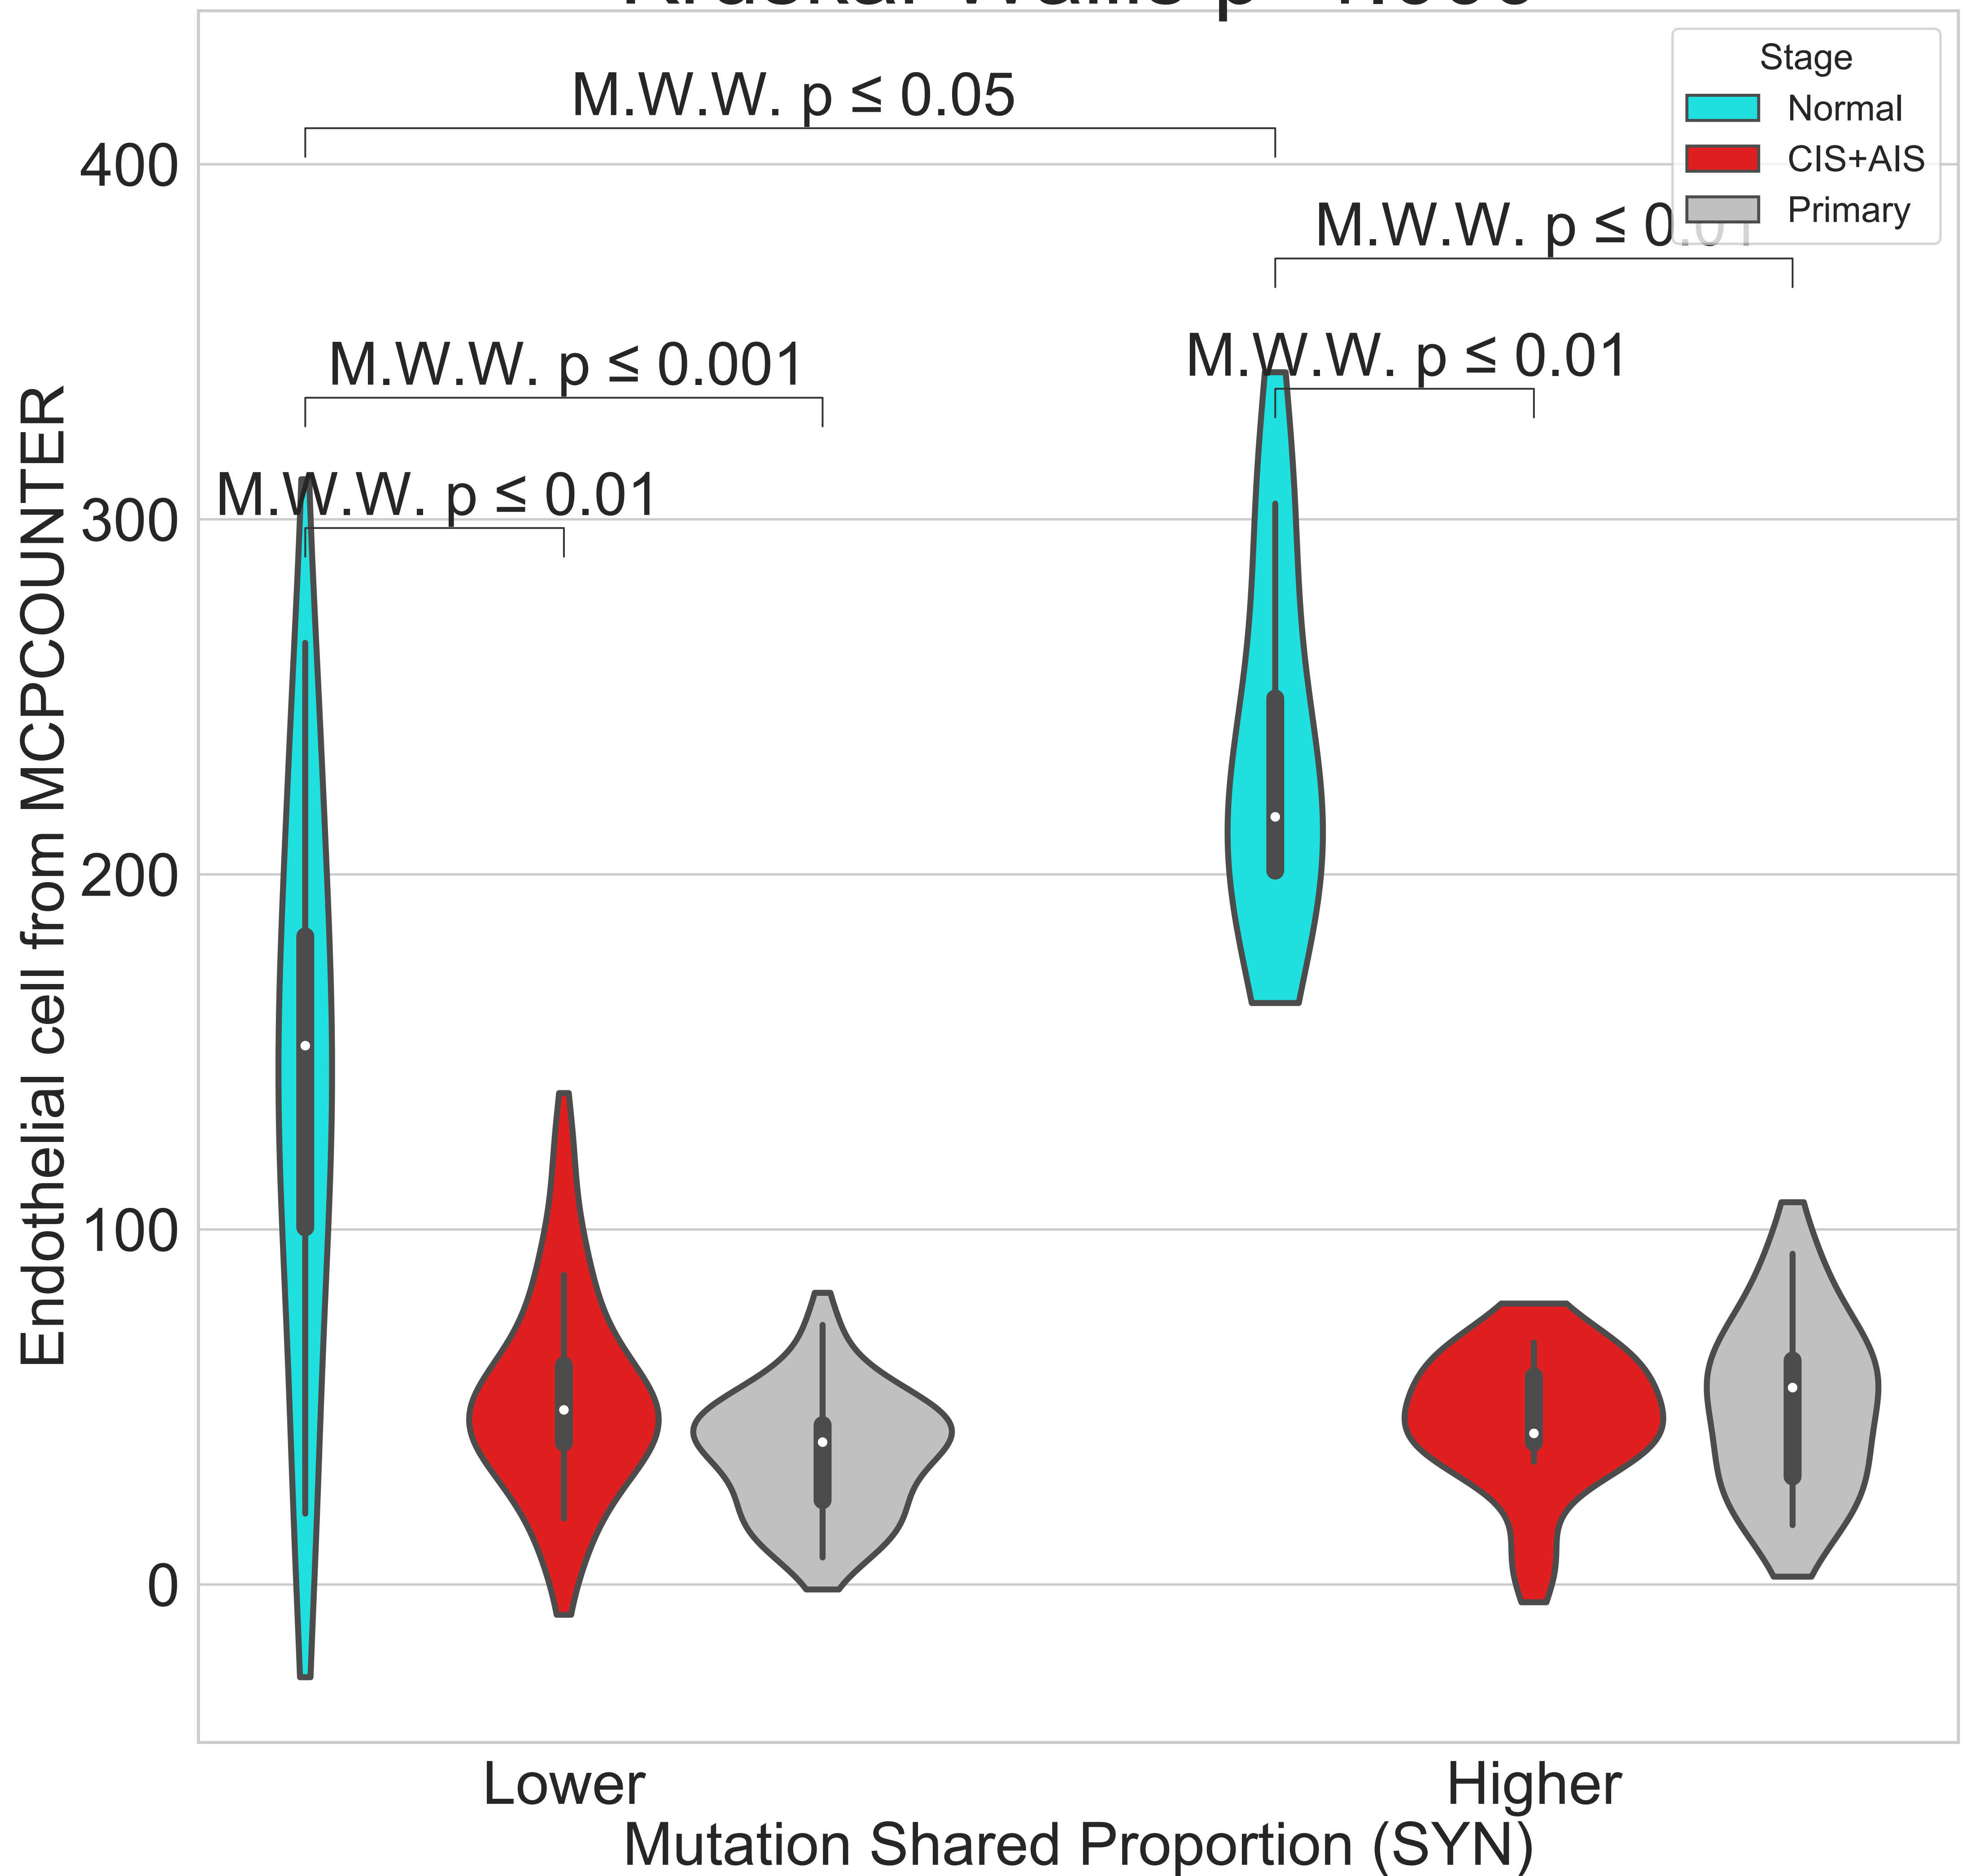 M.W.W. p ≤ 0.05
M.W.W. p ≤ 0.01
M.W.W. p ≤ 0.01
M.W.W. p ≤ 0.001
M.W.W. p ≤ 0.01
Stage
Normal
CIS+AIS
Primary
400
300
200
100
0
Endothelial cell from MCPCOUNTER
Lower
Higher
Mutation Shared Proportion (SYN)